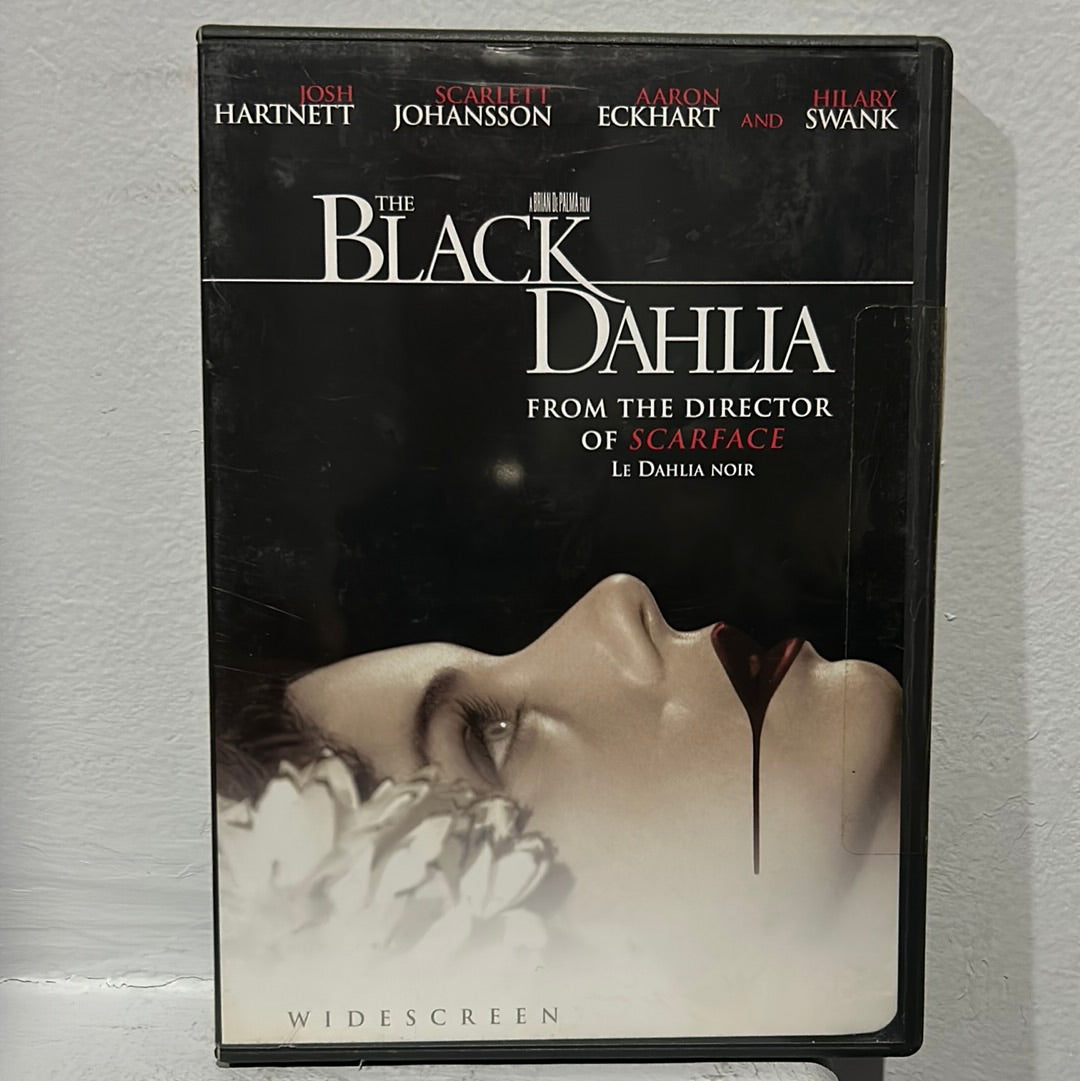 JOSH SCARLETT AARON HILARY
HARTNETT JOHANSSON ECKHART AND SWANK
A BRIAN DE PALMA FILM
THE
BLACK
DAHLIA
FROM THE DIRECTOR
OF SCARFACE
LE DAHLIA NOIR
WIDESCREEN